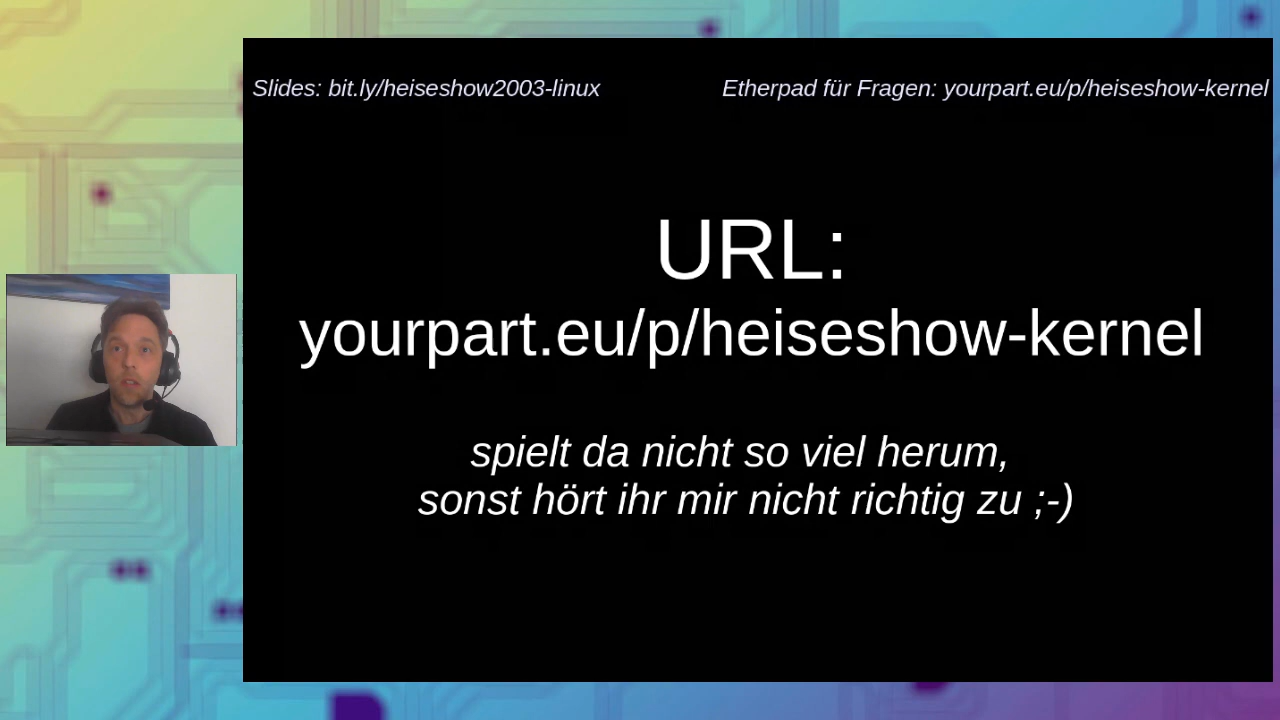 Slides: bit.ly/heiseshow2003-linux
Etherpad für Fragen: yourpart.eu/p/heiseshow-kernel
URL:
yourpart.eu/p/heiseshow-kernel
spielt da nicht so viel herum,
sonst hört ihr mir nicht richtig zu ;-)